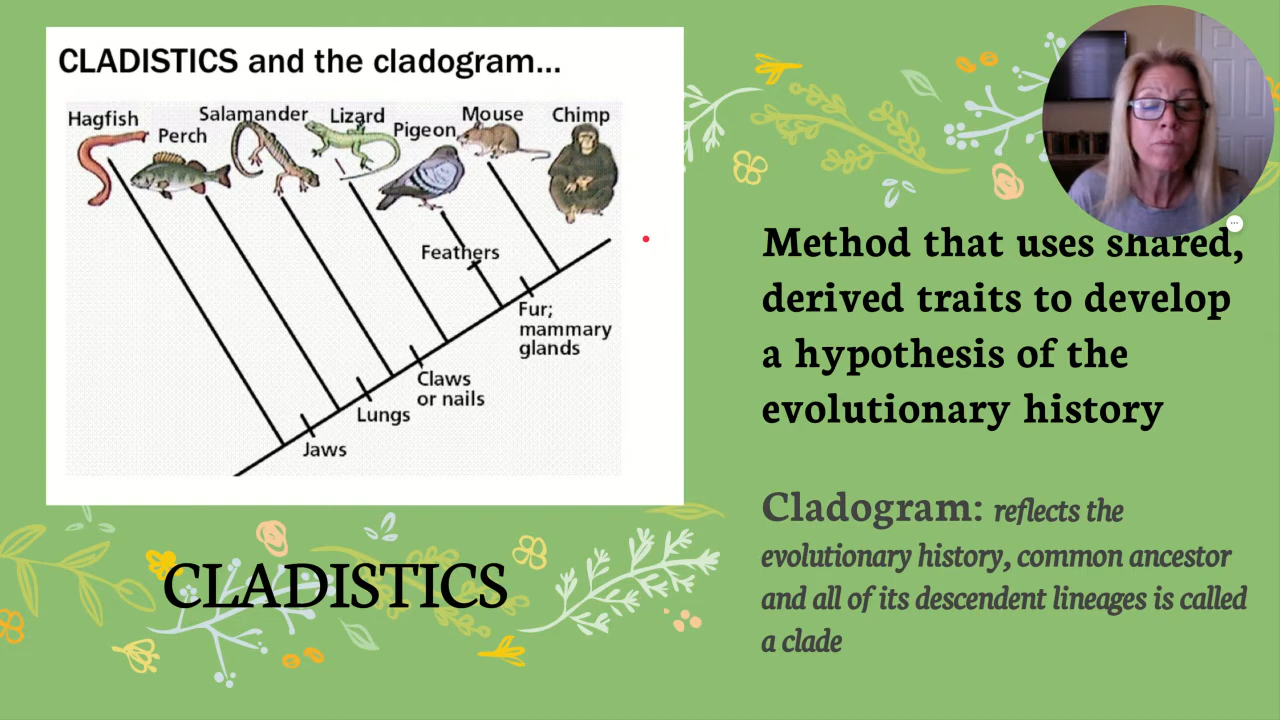 CLADISTICS and the cladogram...
Hagfish
Perch
Salamander
Lizard
Pigeon
Mouse
Chimp
Feathers
Fur;
mammary
glands
Claws
or nails
Lungs
Jaws
CLADISTICS
Method that uses shared,
derived traits to develop
a hypothesis of the
evolutionary history
Cladogram: reflects the
evolutionary history, common ancestor
and all of its descendent lineages is called
a clade